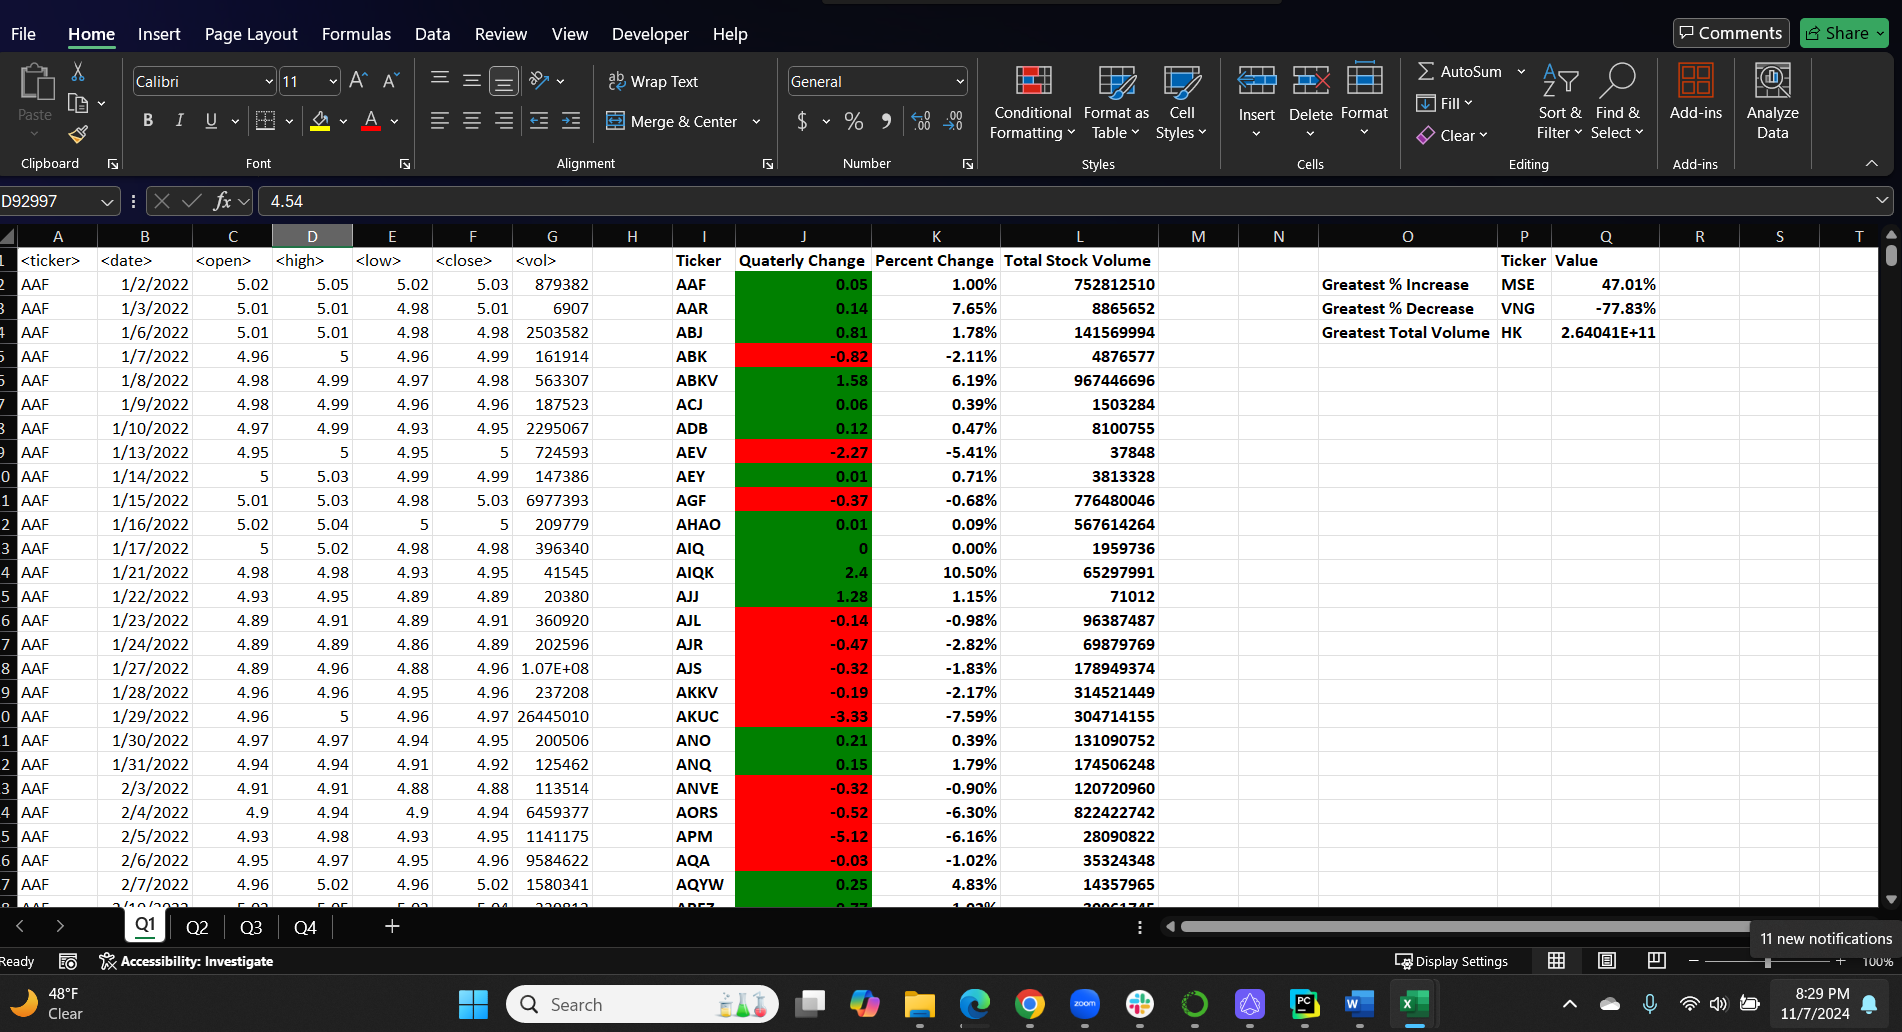 File Home Insert Page Layout Formulas Data Review View Developer Help Comments Share
Paste Calibri 11 Wrap Text General Conditional Formatting Format as Table Cell Styles Insert Delete Format AutoSum Fill Clear Sort & Filter Find & Select Add-ins Analyze Data
B I U Merge & Center $ % 9
Clipboard Font Alignment Number Styles Cells Editing Add-ins
D92997 fx 4.54
A B C D E F G H I J K L M N O P Q R S T
1 <ticker> <date> <open> <high> <low> <close> <vol> Ticker Quaterly Change Percent Change Total Stock Volume Ticker Value
2 AAF 1/2/2022 5.02 5.05 5.02 5.03 879382 AAF 0.05 1.00% 752812510 Greatest % Increase MSE 47.01%
3 AAF 1/3/2022 5.01 5.01 4.98 5.01 6907 AAR 0.14 7.65% 8865652 Greatest % Decrease VNG -77.83%
4 AAF 1/6/2022 5.01 5.01 4.98 4.98 2503582 ABJ 0.81 1.78% 141569994 Greatest Total Volume HK 2.64041E+11
5 AAF 1/7/2022 4.96 5 4.96 4.99 161914 ABK -0.82 -2.11% 4876577
6 AAF 1/8/2022 4.98 4.99 4.97 4.98 563307 ABKV 1.58 6.19% 967446696
7 AAF 1/9/2022 4.98 4.99 4.96 4.96 187523 ACJ 0.06 0.39% 1503284
8 AAF 1/10/2022 4.97 4.99 4.93 4.95 2295067 ADB 0.12 0.47% 8100755
9 AAF 1/13/2022 4.95 5 4.95 5 724593 AEV -2.27 -5.41% 37848
0 AAF 1/14/2022 5 5.03 4.99 4.99 147386 AEY 0.01 0.71% 3813328
1 AAF 1/15/2022 5.01 5.03 4.98 5.03 6977393 AGF -0.37 -0.68% 776480046
2 AAF 1/16/2022 5.02 5.04 5 5 209779 AHAO 0.01 0.09% 567614264
3 AAF 1/17/2022 5 5.02 4.98 4.98 396340 AIQ 0 0.00% 1959736
4 AAF 1/21/2022 4.98 4.98 4.93 4.95 41545 AIQK 2.4 10.50% 65297991
5 AAF 1/22/2022 4.93 4.95 4.89 4.89 20380 AJJ 1.28 1.15% 71012
6 AAF 1/23/2022 4.89 4.91 4.89 4.91 360920 AJL -0.14 -0.98% 96387487
7 AAF 1/24/2022 4.89 4.89 4.86 4.89 202596 AJR -0.47 -2.82% 69879769
8 AAF 1/27/2022 4.89 4.96 4.88 4.96 1.07E+08 AJS -0.32 -1.83% 178949374
9 AAF 1/28/2022 4.96 4.96 4.95 4.96 237208 AKKV -0.19 -2.17% 314521449
0 AAF 1/29/2022 4.96 5 4.96 4.97 26445010 AKUC -3.33 -7.59% 304714155
1 AAF 1/30/2022 4.97 4.97 4.94 4.95 200506 ANO 0.21 0.39% 131090752
2 AAF 1/31/2022 4.94 4.94 4.91 4.92 125462 ANQ 0.15 1.79% 174506248
3 AAF 2/3/2022 4.91 4.91 4.88 4.88 113514 ANVE -0.32 -0.90% 120720960
4 AAF 2/4/2022 4.9 4.94 4.9 4.94 6459377 AORS -0.52 -6.30% 822422742
5 AAF 2/5/2022 4.93 4.98 4.93 4.95 1141175 APM -5.12 -6.16% 28090822
6 AAF 2/6/2022 4.95 4.97 4.95 4.96 9584622 AQA -0.03 -1.02% 35324348
7 AAF 2/7/2022 4.96 5.02 4.96 5.02 1580341 AQYW 0.25 4.83% 14357965
Q1 Q2 Q3 Q4 +
11 new notifications
Ready Accessibility: Investigate Display Settings 100%
48°F
Clear
Search
zoom
PC
W
X
8:29 PM
11/7/2024